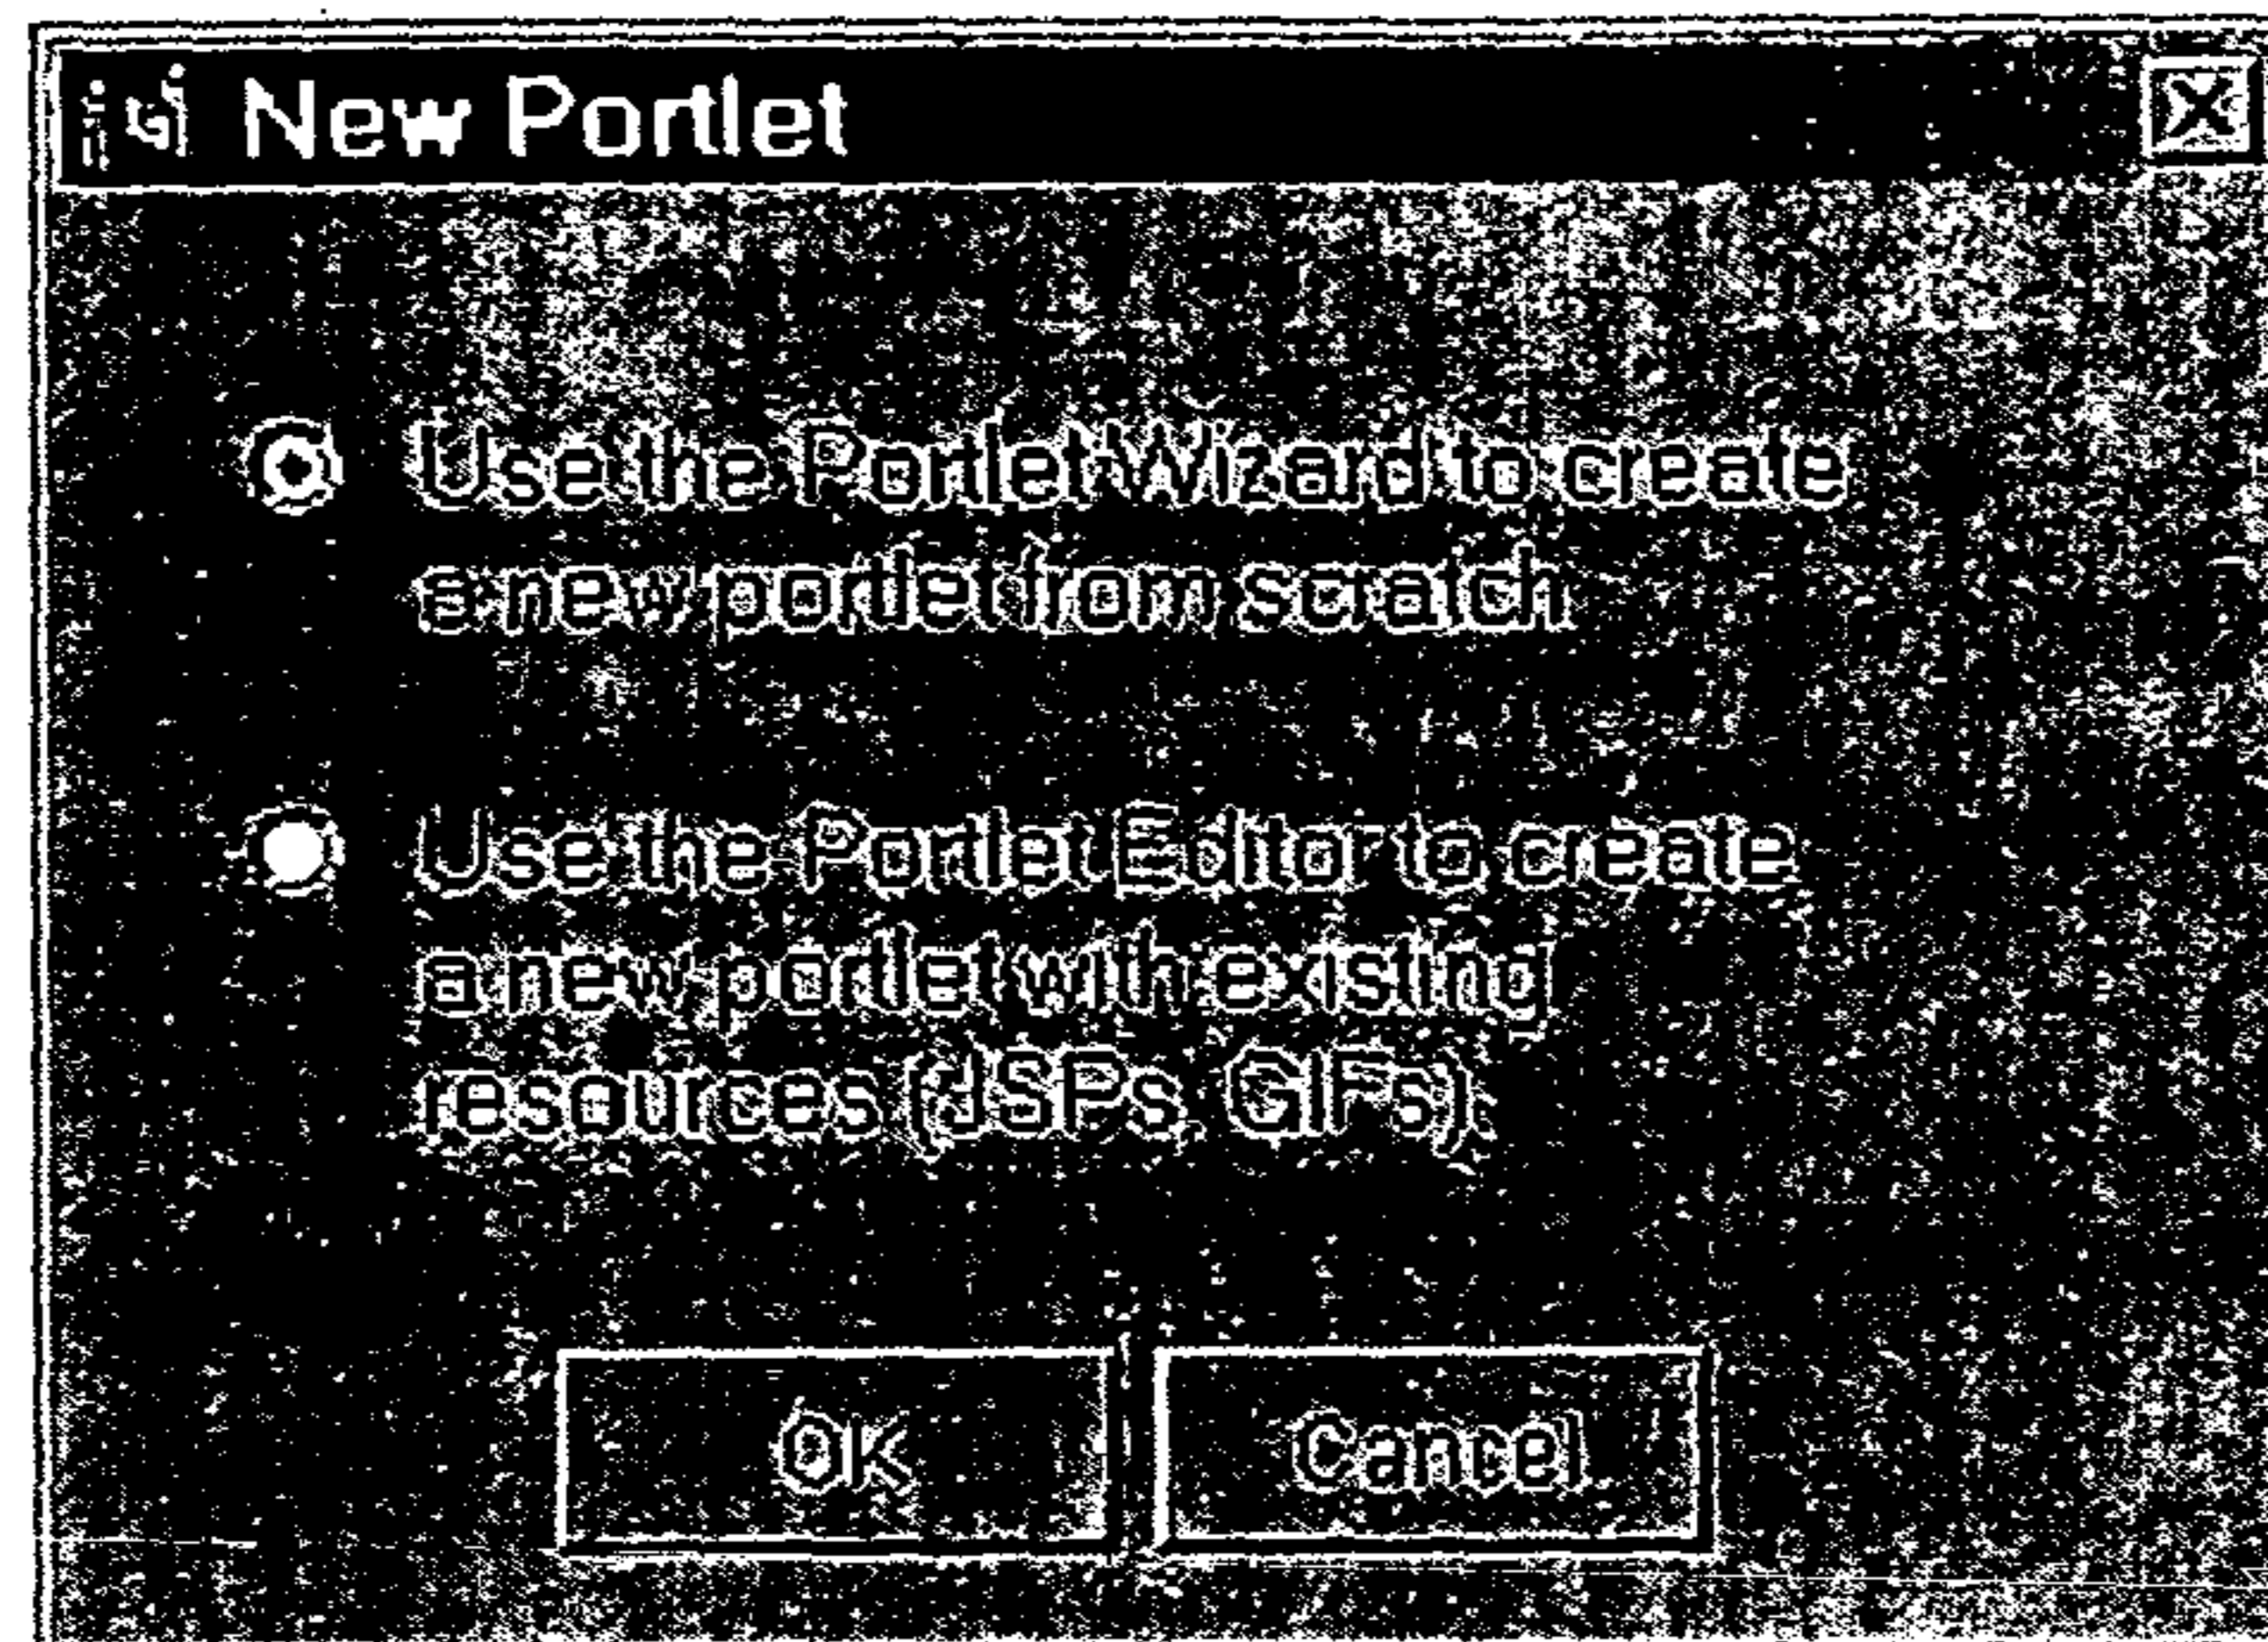 New Portlet
Use the Portlet Wizard to create
a new portlet from scratch
Use the Portlet Editor to create
a new portlet with existing
resources (JSPs, GIFs).
OK
Cancel